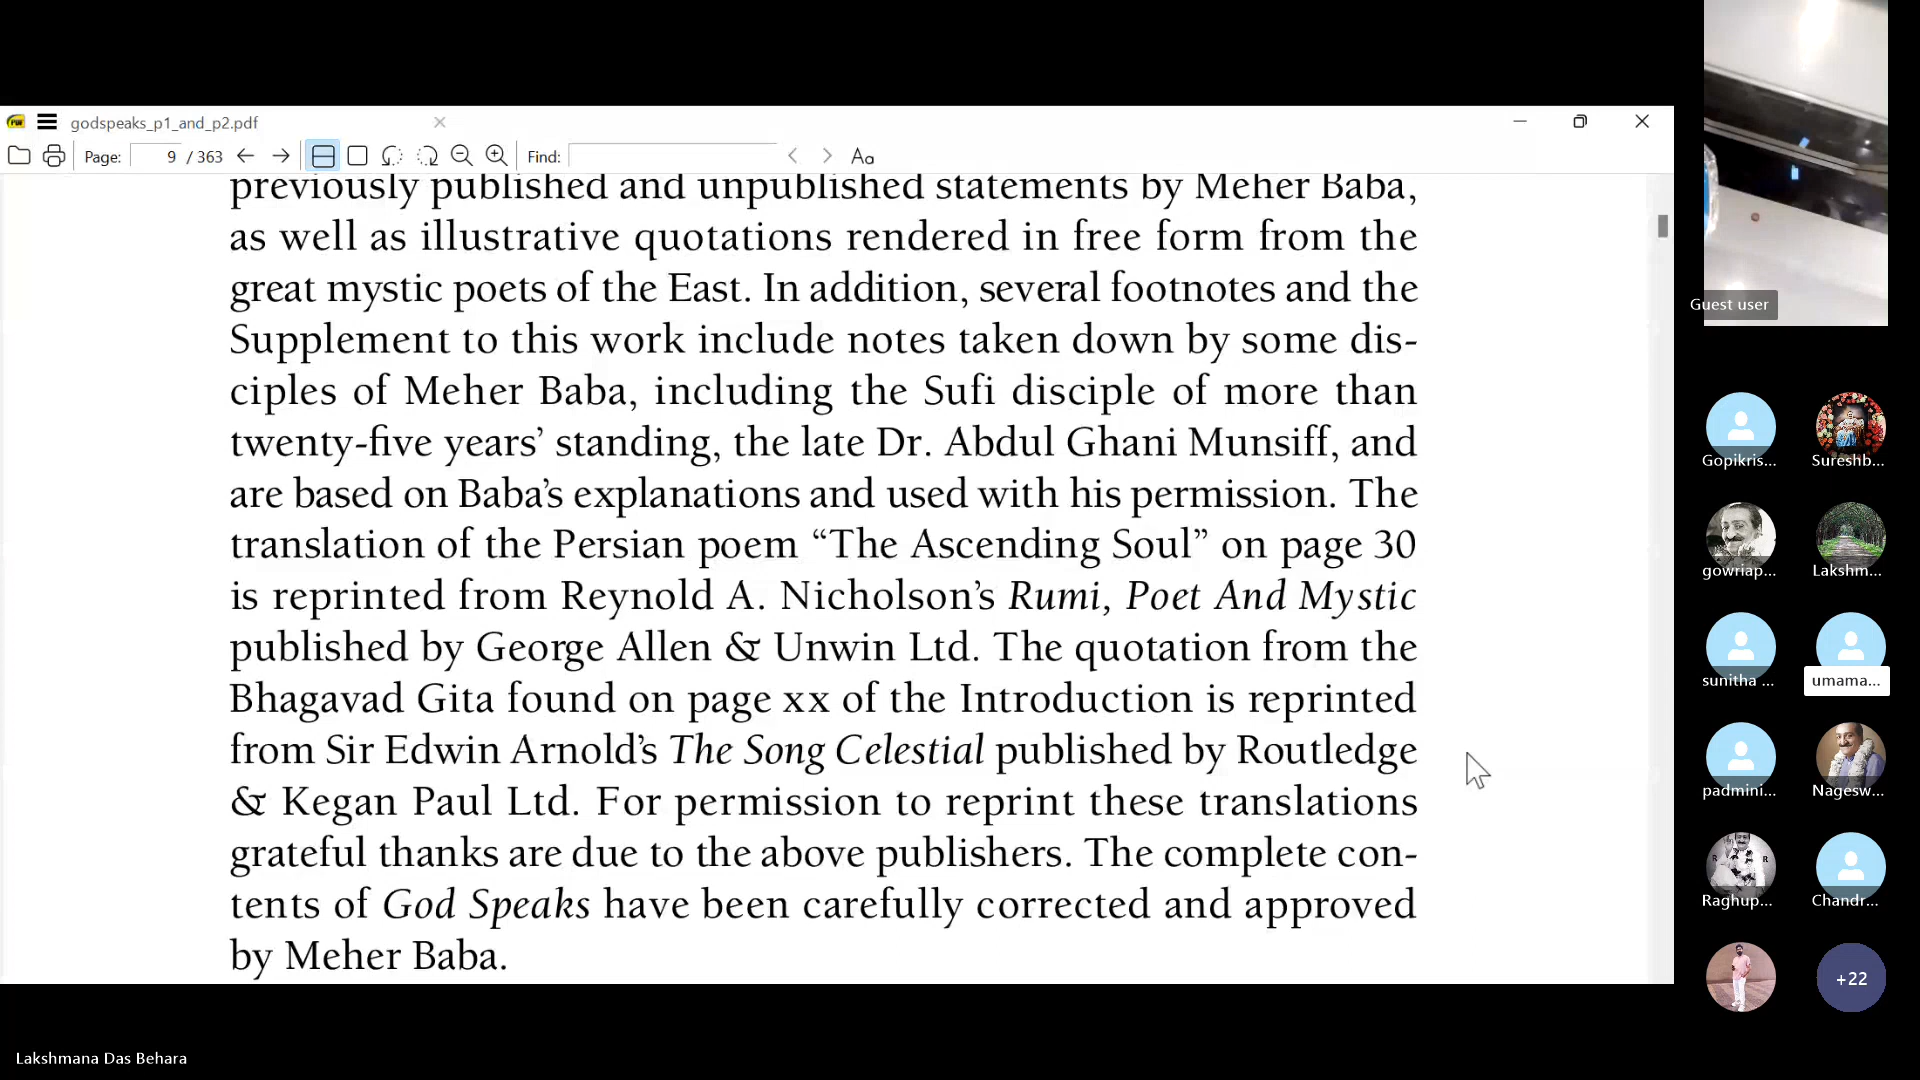 godspeaks_p1_and_p2.pdf
Page: 9 / 363 Find: Aa
previously published and unpublished statements by Meher Baba,
as well as illustrative quotations rendered in free form from the
great mystic poets of the East. In addition, several footnotes and the
Supplement to this work include notes taken down by some dis-
ciples of Meher Baba, including the Sufi disciple of more than
twenty-five years’ standing, the late Dr. Abdul Ghani Munsiff, and
are based on Baba’s explanations and used with his permission. The
translation of the Persian poem “The Ascending Soul” on page 30
is reprinted from Reynold A. Nicholson’s Rumi, Poet And Mystic
published by George Allen & Unwin Ltd. The quotation from the
Bhagavad Gita found on page xx of the Introduction is reprinted
from Sir Edwin Arnold’s The Song Celestial published by Routledge
& Kegan Paul Ltd. For permission to reprint these translations
grateful thanks are due to the above publishers. The complete con-
tents of God Speaks have been carefully corrected and approved
by Meher Baba.
Guest user
Gopikris... Sureshb...
gowriap... Lakshm...
sunitha ... umama...
padmini... Nagesw...
R R
Raghup... Chandr...
+22
Lakshmana Das Behara